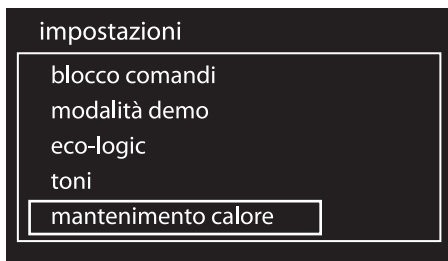 impostazioni
blocco comandi
modalità demo
eco-logic
toni
mantenimento calore